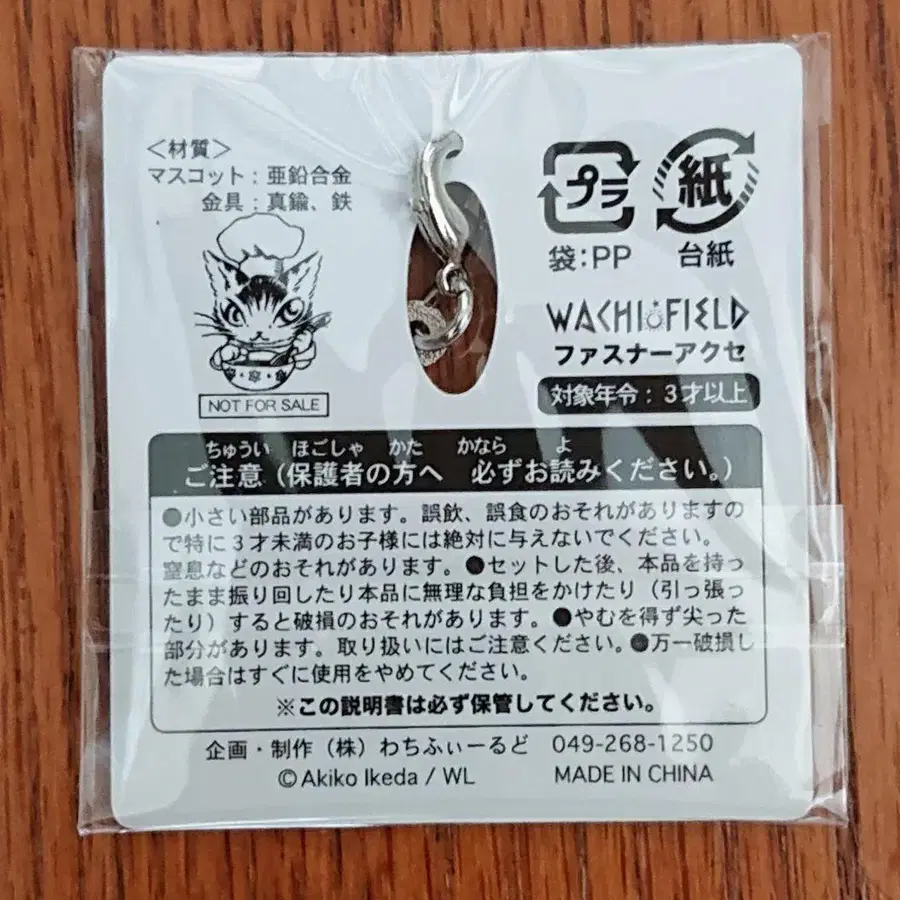 ＜材質＞
マスコット：亜鉛合金
金具：真鍮、鉄
プラ
袋:PP
紙
台紙
WACHIFIELD
ファスナーアクセ
対象年令：3才以上
NOT FOR SALE
ちゅうい ほごしゃ かた かなら よ
ご注意（保護者の方へ 必ずお読みください。）
●小さい部品があります。誤飲、誤食のおそれがありますの
で特に３才未満のお子様には絶対に与えないでください。
窒息などのおそれがあります。●セットした後、本品を持っ
たまま振り回したり本品に無理な負担をかけたり（引っ張っ
たり）すると破損のおそれがあります。●やむを得ず尖った
部分があります。取り扱いにはご注意ください。●万一破損し
た場合はすぐに使用をやめてください。
※この説明書は必ず保管してください。
企画・制作（株）わちふぃーるど 049-268-1250
©Akiko Ikeda / WL MADE IN CHINA